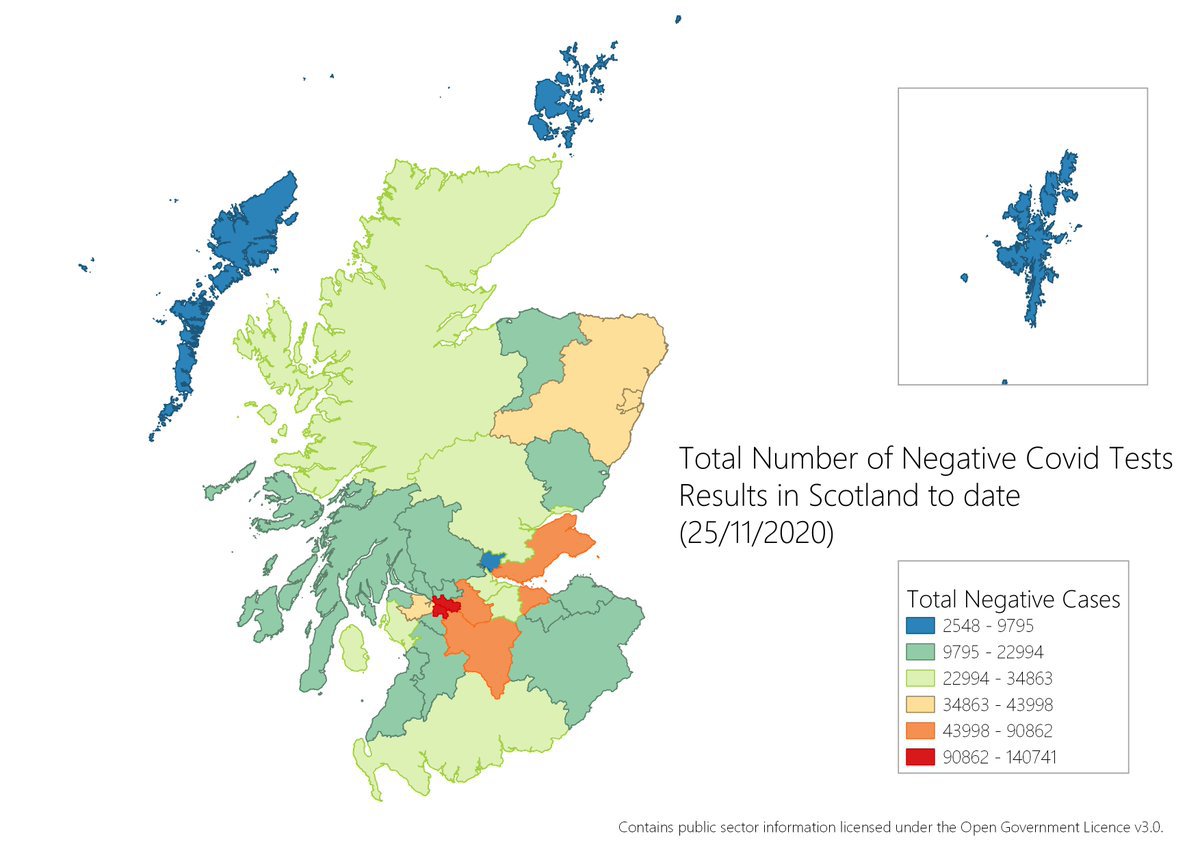 Total Number of Negative Covid Tests
Results in Scotland to date
(25/11/2020)
Total Negative Cases
2548 - 9795
9795 - 22994
22994 - 34863
34863 - 43998
43998 - 90862
90862 - 140741
Contains public sector information licensed under the Open Government Licence v3.0.